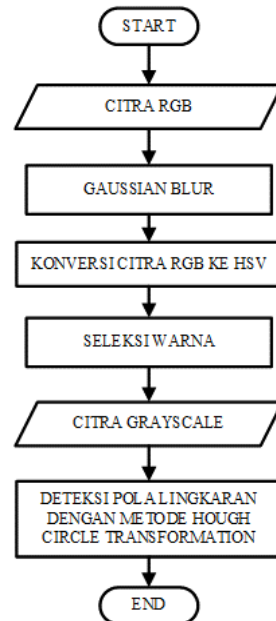 START
CITRA RGB
GAUSSIAN BLUR
KONVERSI CITRA RGB KE HSV
SELEKSI WARNA
CITRA GRAYSCALE
DETEKSI POLA LINGKARAN
DENGAN METODE HOUGH
CIRCLE TRANSFORMATION
END